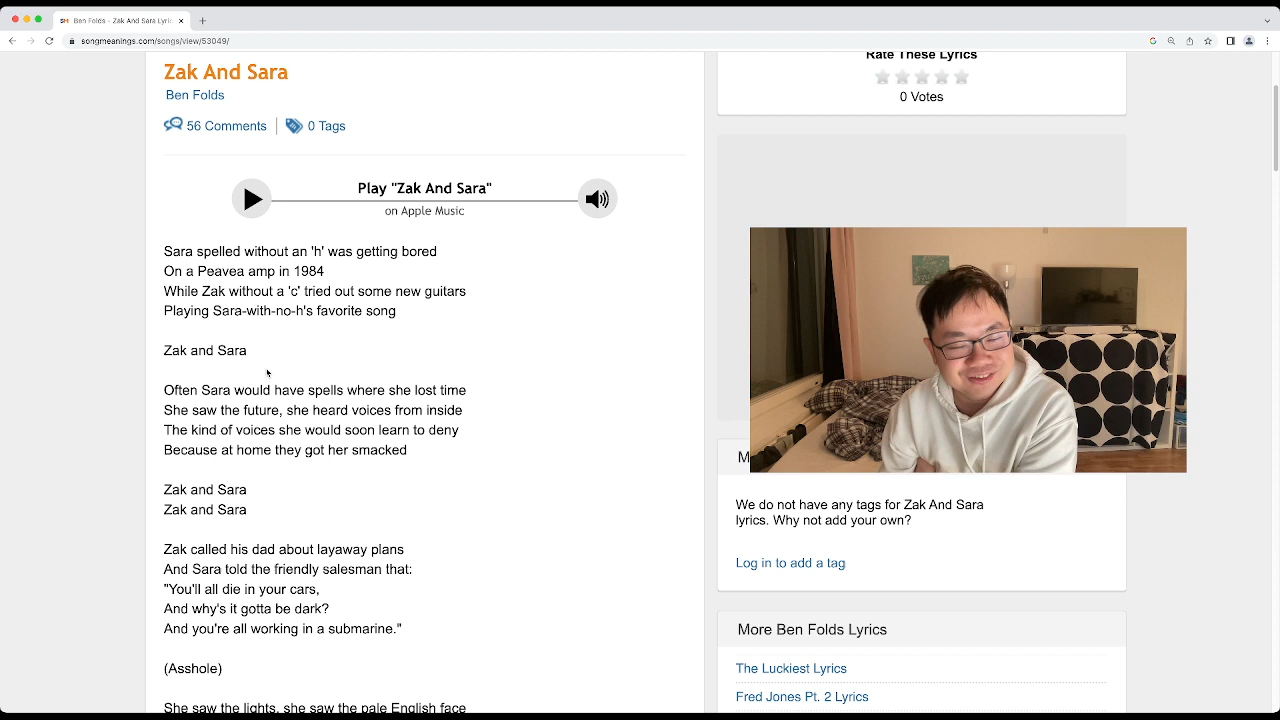 Ben Folds - Zak And Sara Lyric
songmeanings.com/songs/view/53049/
Zak And Sara
Ben Folds
56 Comments
0 Tags
Play "Zak And Sara"
on Apple Music
Sara spelled without an 'h' was getting bored
On a Peavea amp in 1984
While Zak without a 'c' tried out some new guitars
Playing Sara-with-no-h's favorite song
Zak and Sara
Often Sara would have spells where she lost time
She saw the future, she heard voices from inside
The kind of voices she would soon learn to deny
Because at home they got her smacked
Zak and Sara
Zak and Sara
Zak called his dad about layaway plans
And Sara told the friendly salesman that:
"You'll all die in your cars,
And why's it gotta be dark?
And you're all working in a submarine."
(Asshole)
She saw the lights, she saw the pale English face
Rate These Lyrics
0 Votes
M
We do not have any tags for Zak And Sara
lyrics. Why not add your own?
Log in to add a tag
More Ben Folds Lyrics
The Luckiest Lyrics
Fred Jones Pt. 2 Lyrics